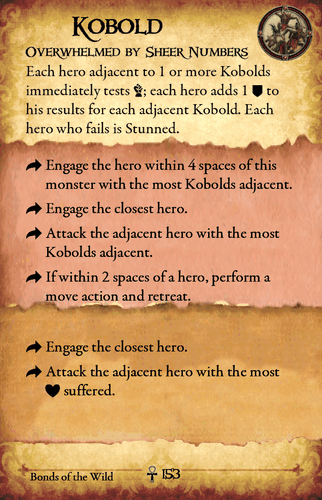 Kobold
Overwhelmed by Sheer Numbers
Each hero adjacent to 1 or more Kobolds
immediately tests ; each hero adds 1 to
his results for each adjacent Kobold. Each
hero who fails is Stunned.
Engage the hero within 4 spaces of this
monster with the most Kobolds adjacent.
Engage the closest hero.
Attack the adjacent hero with the most
Kobolds adjacent.
If within 2 spaces of a hero, perform a
move action and retreat.
Engage the closest hero.
Attack the adjacent hero with the most
♥ suffered.
Bonds of the Wild ☥ 153